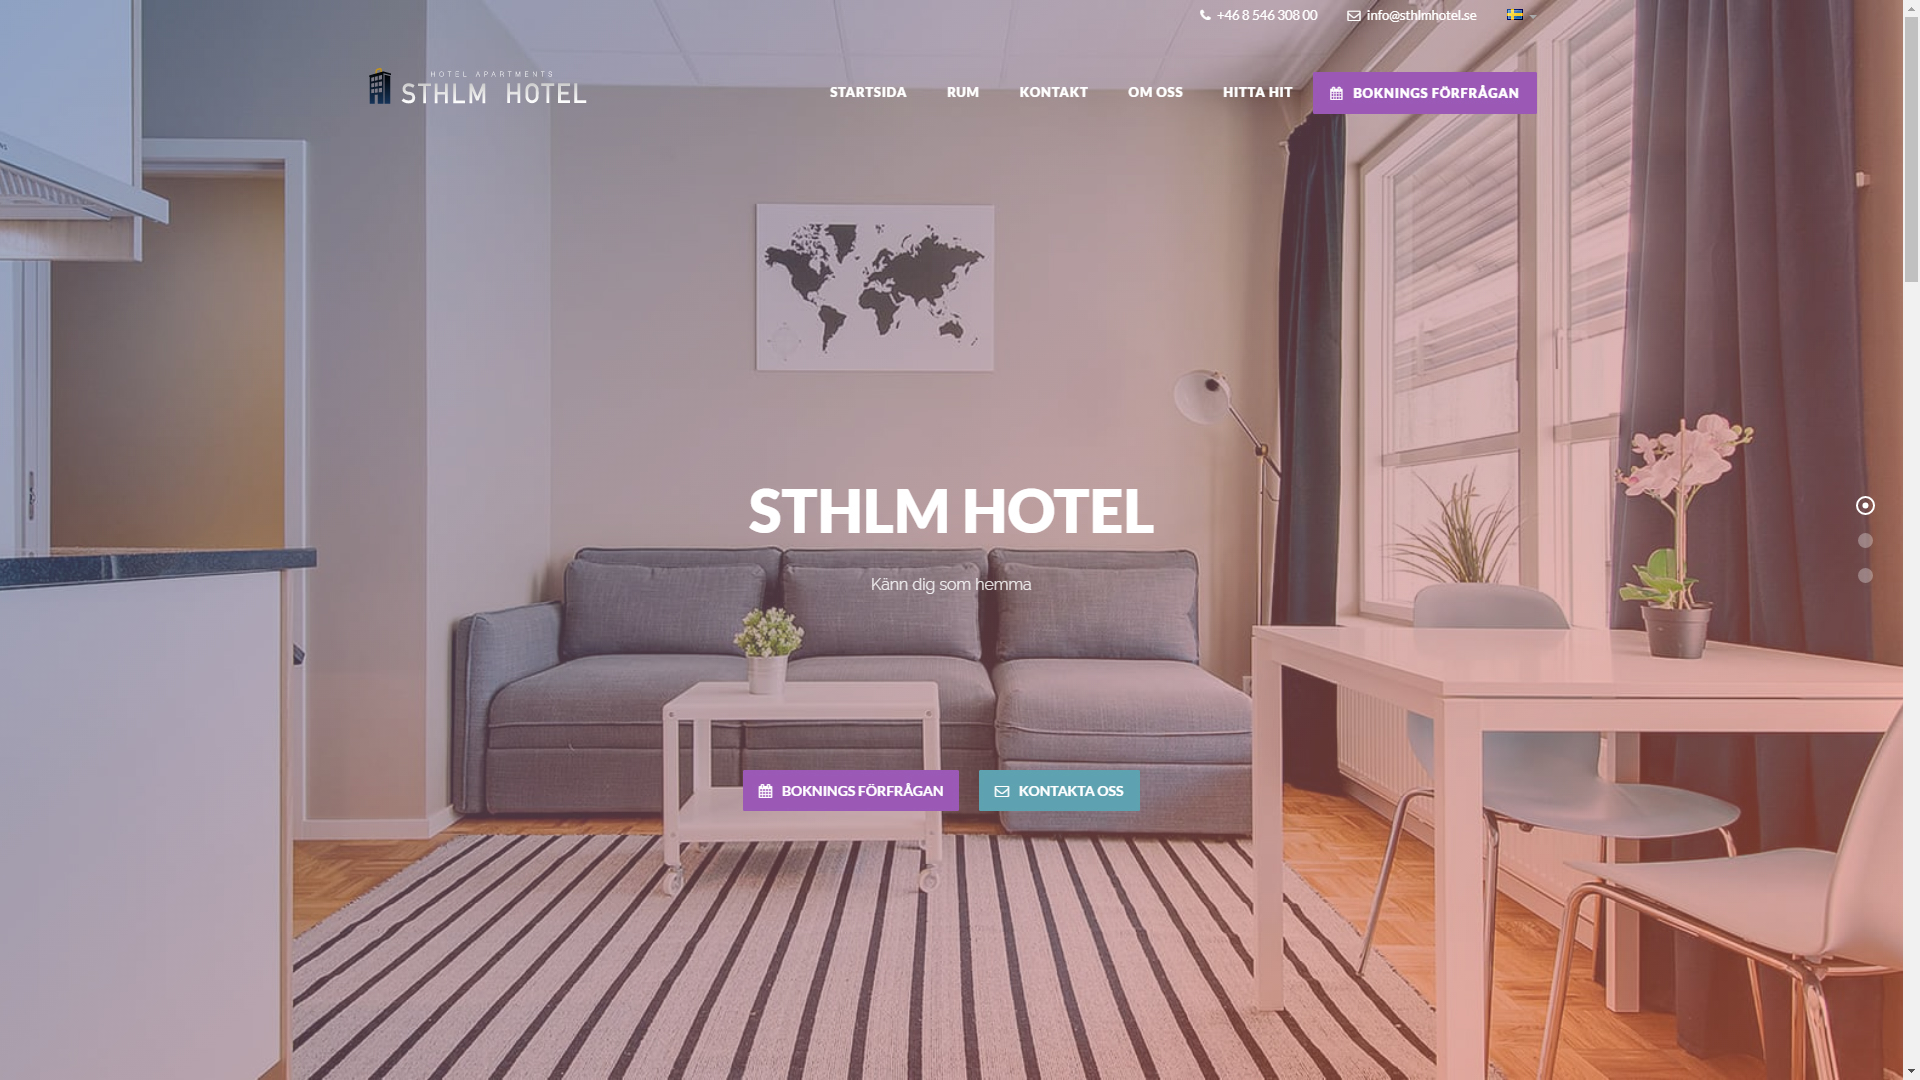 +46 8 546 308 00
info@sthlmhotel.se
HOTEL APARTMENTS
STHLM HOTEL
STARTSIDA
RUM
KONTAKT
OM OSS
HITTA HIT
BOKNINGS FÖRFRÅGAN
STHLM HOTEL
Känn dig som hemma
BOKNINGS FÖRFRÅGAN
KONTAKTA OSS